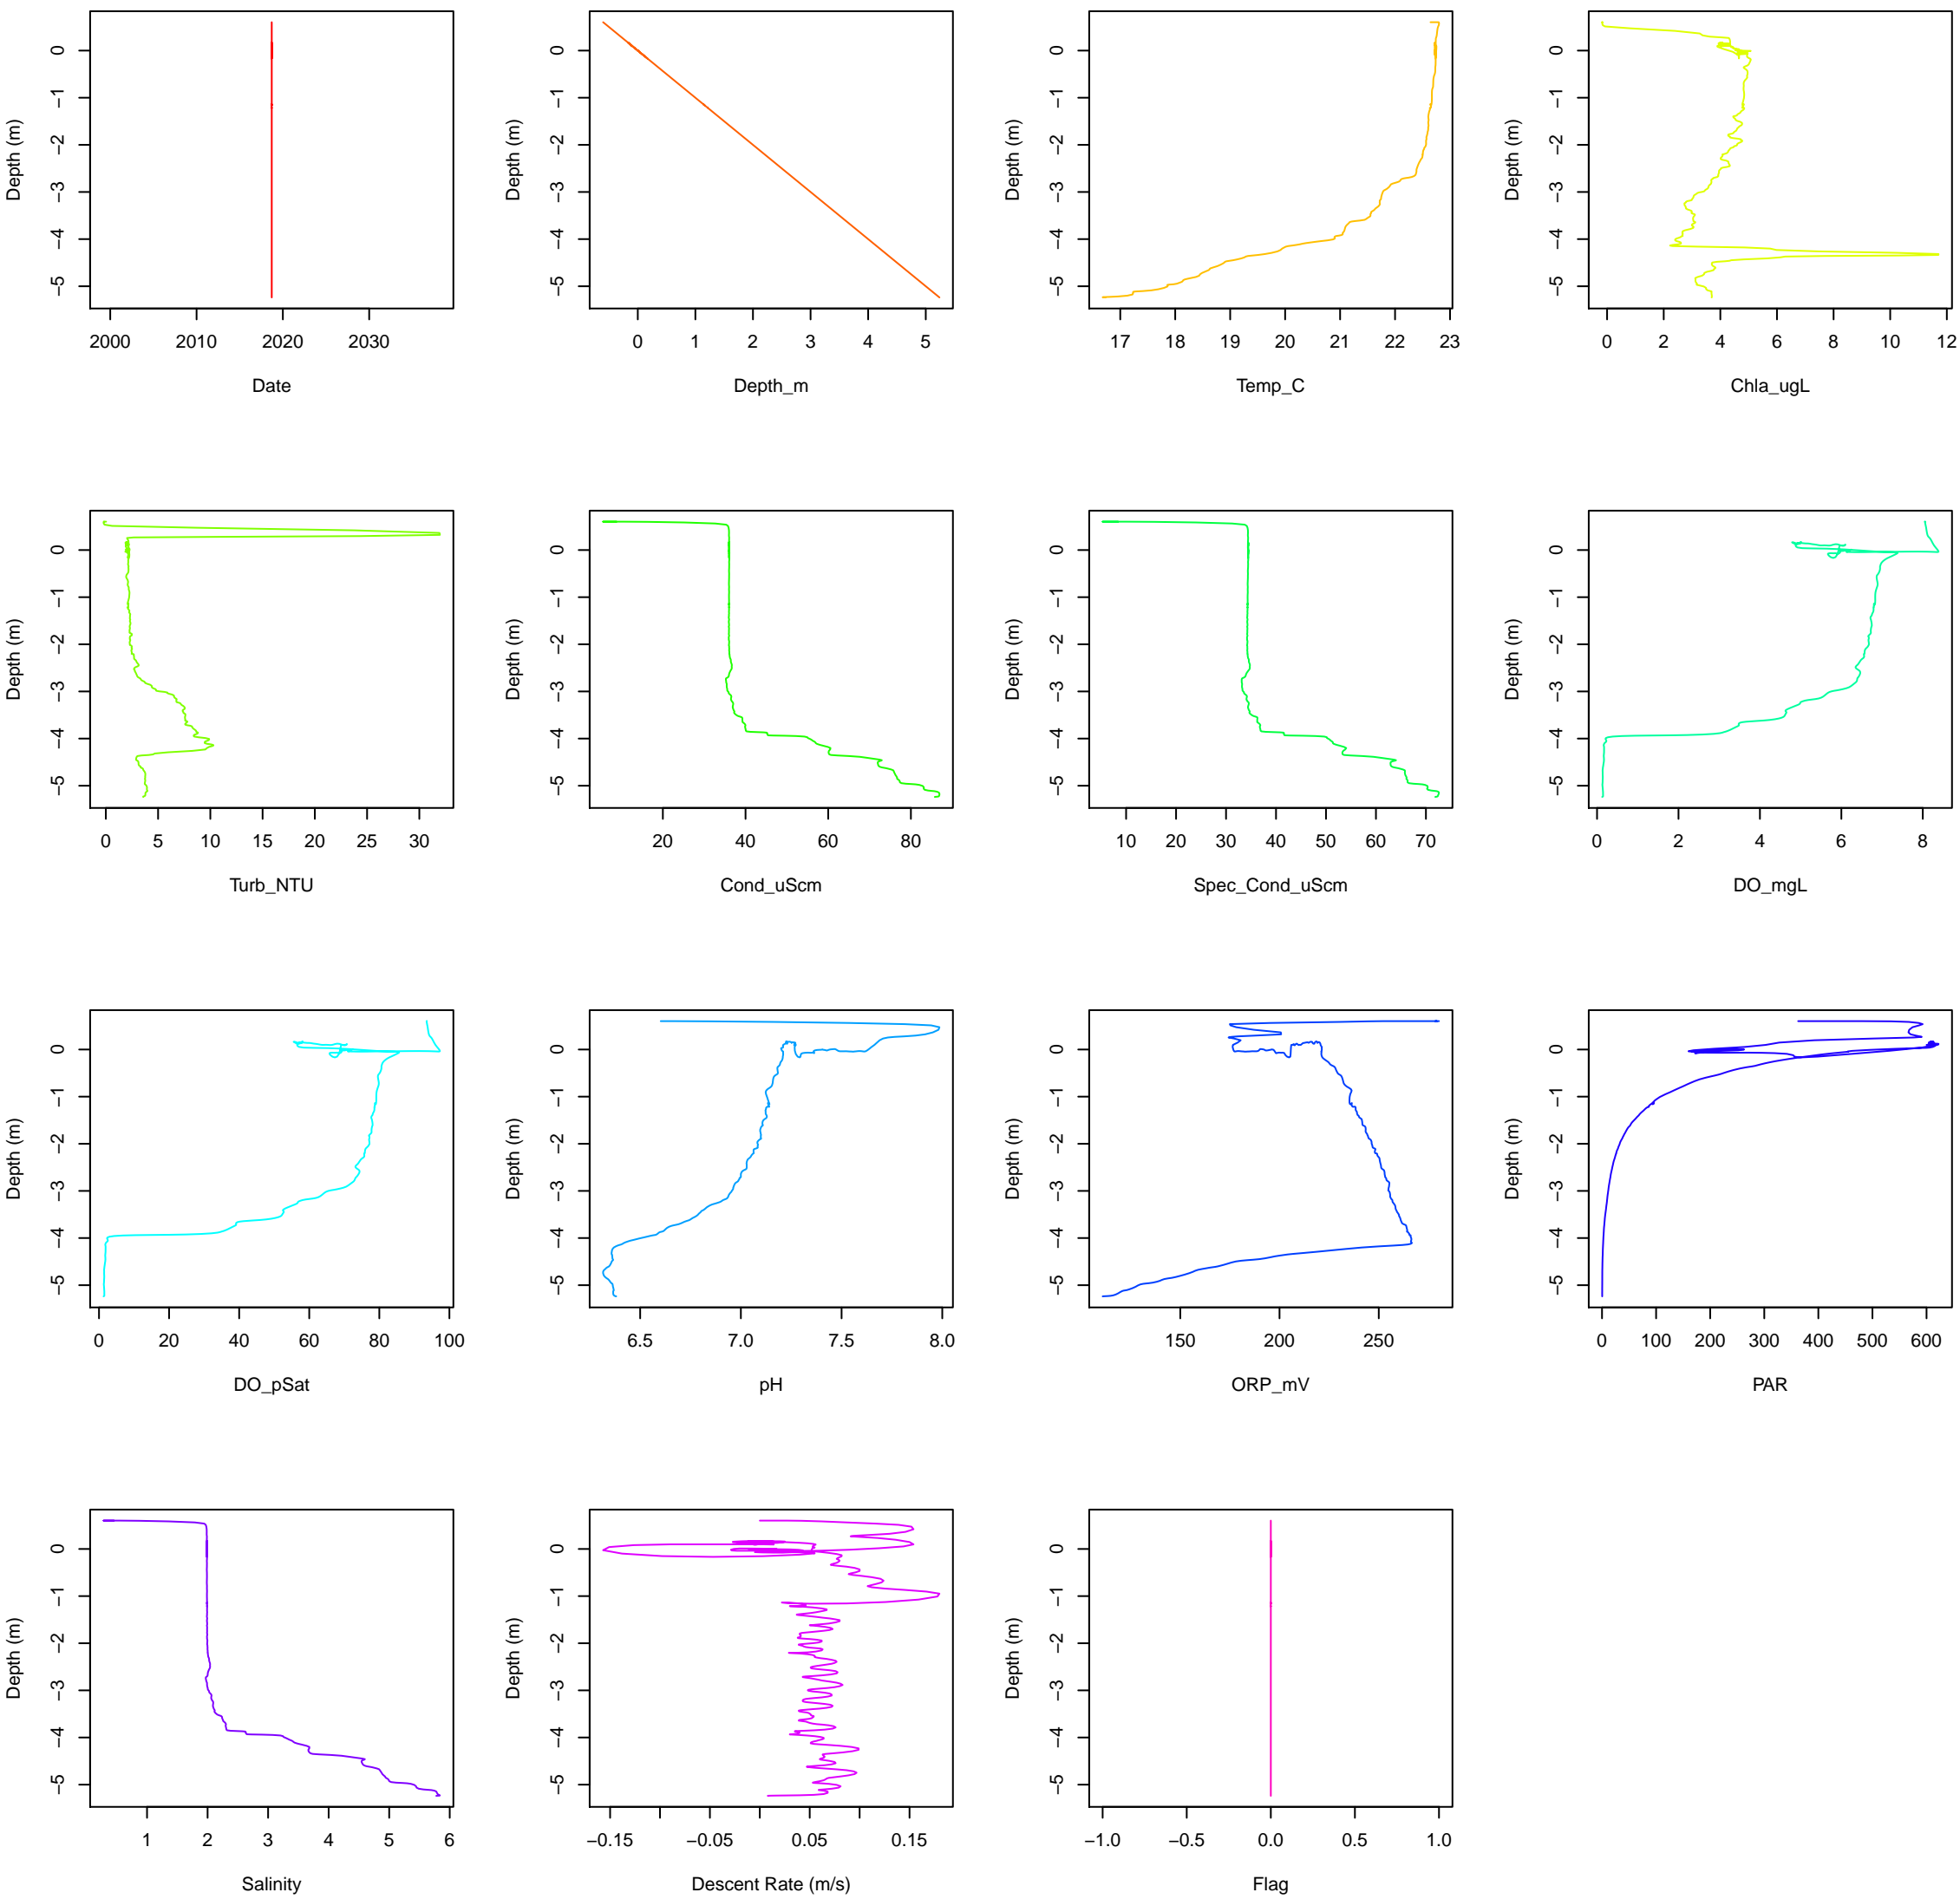 0 −1 −2 −3 −4 −5
Depth (m)
2000 2010 2020 2030
Date
0 −1 −2 −3 −4 −5
Depth (m)
0 1 2 3 4 5
Depth_m
0 −1 −2 −3 −4 −5
Depth (m)
17 18 19 20 21 22 23
Temp_C
0 −1 −2 −3 −4 −5
Depth (m)
0 2 4 6 8 10 12
Chla_ugL
0 −1 −2 −3 −4 −5
Depth (m)
0 5 10 15 20 25 30
Turb_NTU
0 −1 −2 −3 −4 −5
Depth (m)
20 40 60 80
Cond_uScm
0 −1 −2 −3 −4 −5
Depth (m)
10 20 30 40 50 60 70
Spec_Cond_uScm
0 −1 −2 −3 −4 −5
Depth (m)
0 2 4 6 8
DO_mgL
0 −1 −2 −3 −4 −5
Depth (m)
0 20 40 60 80 100
DO_pSat
0 −1 −2 −3 −4 −5
Depth (m)
6.5 7.0 7.5 8.0
pH
0 −1 −2 −3 −4 −5
Depth (m)
150 200 250
ORP_mV
0 −1 −2 −3 −4 −5
Depth (m)
0 100 200 300 400 500 600
PAR
0 −1 −2 −3 −4 −5
Depth (m)
1 2 3 4 5 6
Salinity
0 −1 −2 −3 −4 −5
Depth (m)
−0.15 −0.05 0.05 0.15
Descent Rate (m/s)
0 −1 −2 −3 −4 −5
Depth (m)
−1.0 −0.5 0.0 0.5 1.0
Flag